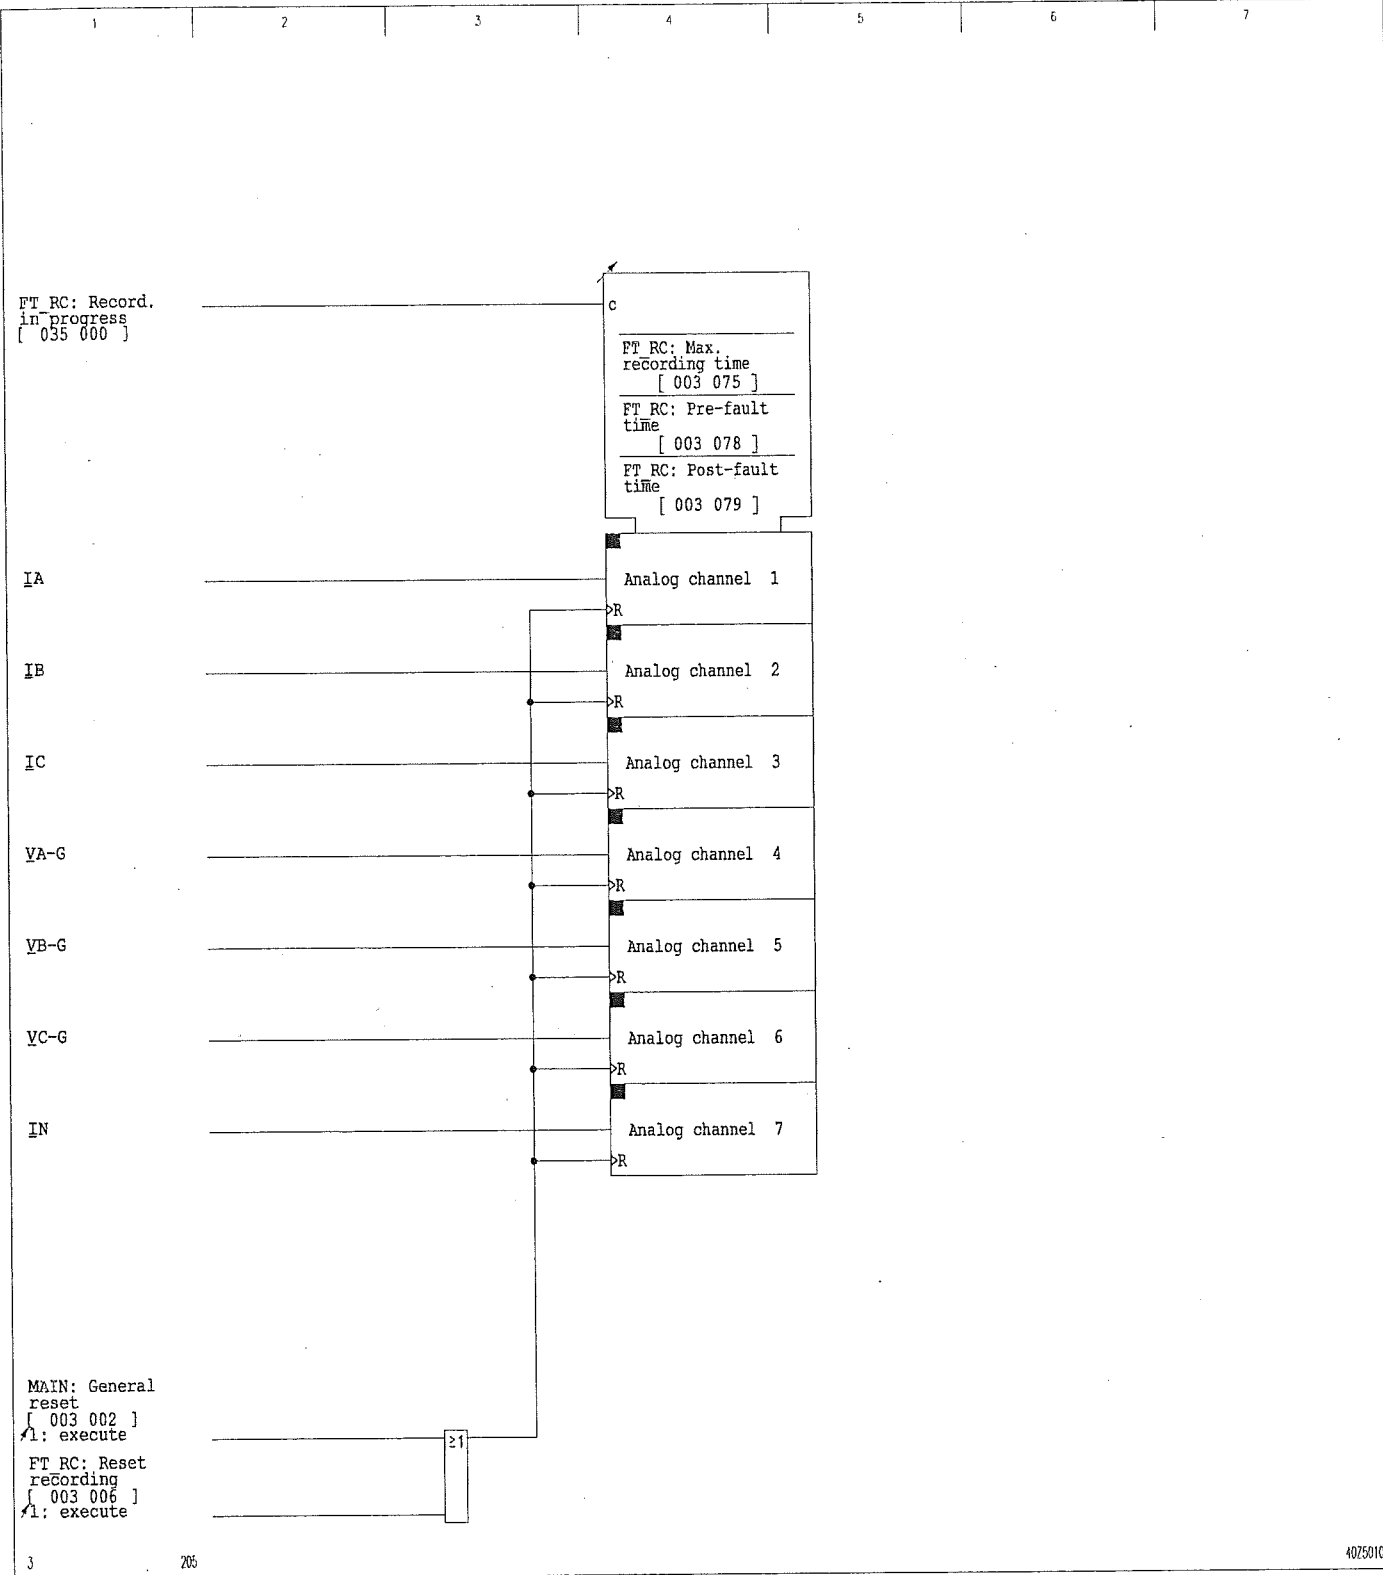 1 2 3 4 5 6 7
FT_RC: Record.
in progress
[ 035 000 ]
C
FT_RC: Max.
recording time
[ 003 075 ]
FT_RC: Pre-fault
time
[ 003 078 ]
FT_RC: Post-fault
time
[ 003 079 ]
IA
Analog channel 1
R
IB
Analog channel 2
R
IC
Analog channel 3
R
VA-G
Analog channel 4
R
VB-G
Analog channel 5
R
VC-G
Analog channel 6
R
IN
Analog channel 7
R
MAIN: General
reset
[ 003 002 ]
1: execute
≥1
FT_RC: Reset
recording
[ 003 006 ]
1: execute
3 205
40Z5010